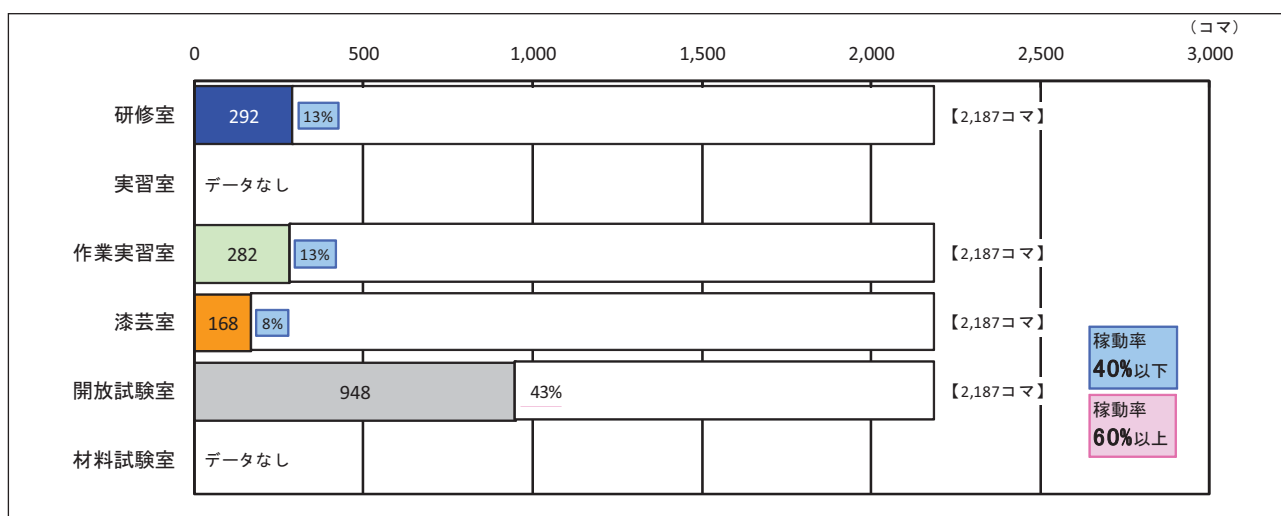 （コマ）
0 500 1,000 1,500 2,000 2,500 3,000
研修室 292 13% 【2,187コマ】
実習室 データなし
作業実習室 282 13% 【2,187コマ】
漆芸室 168 8% 【2,187コマ】
開放試験室 948 43% 【2,187コマ】
材料試験室 データなし
稼動率
40%以下
稼動率
60%以上